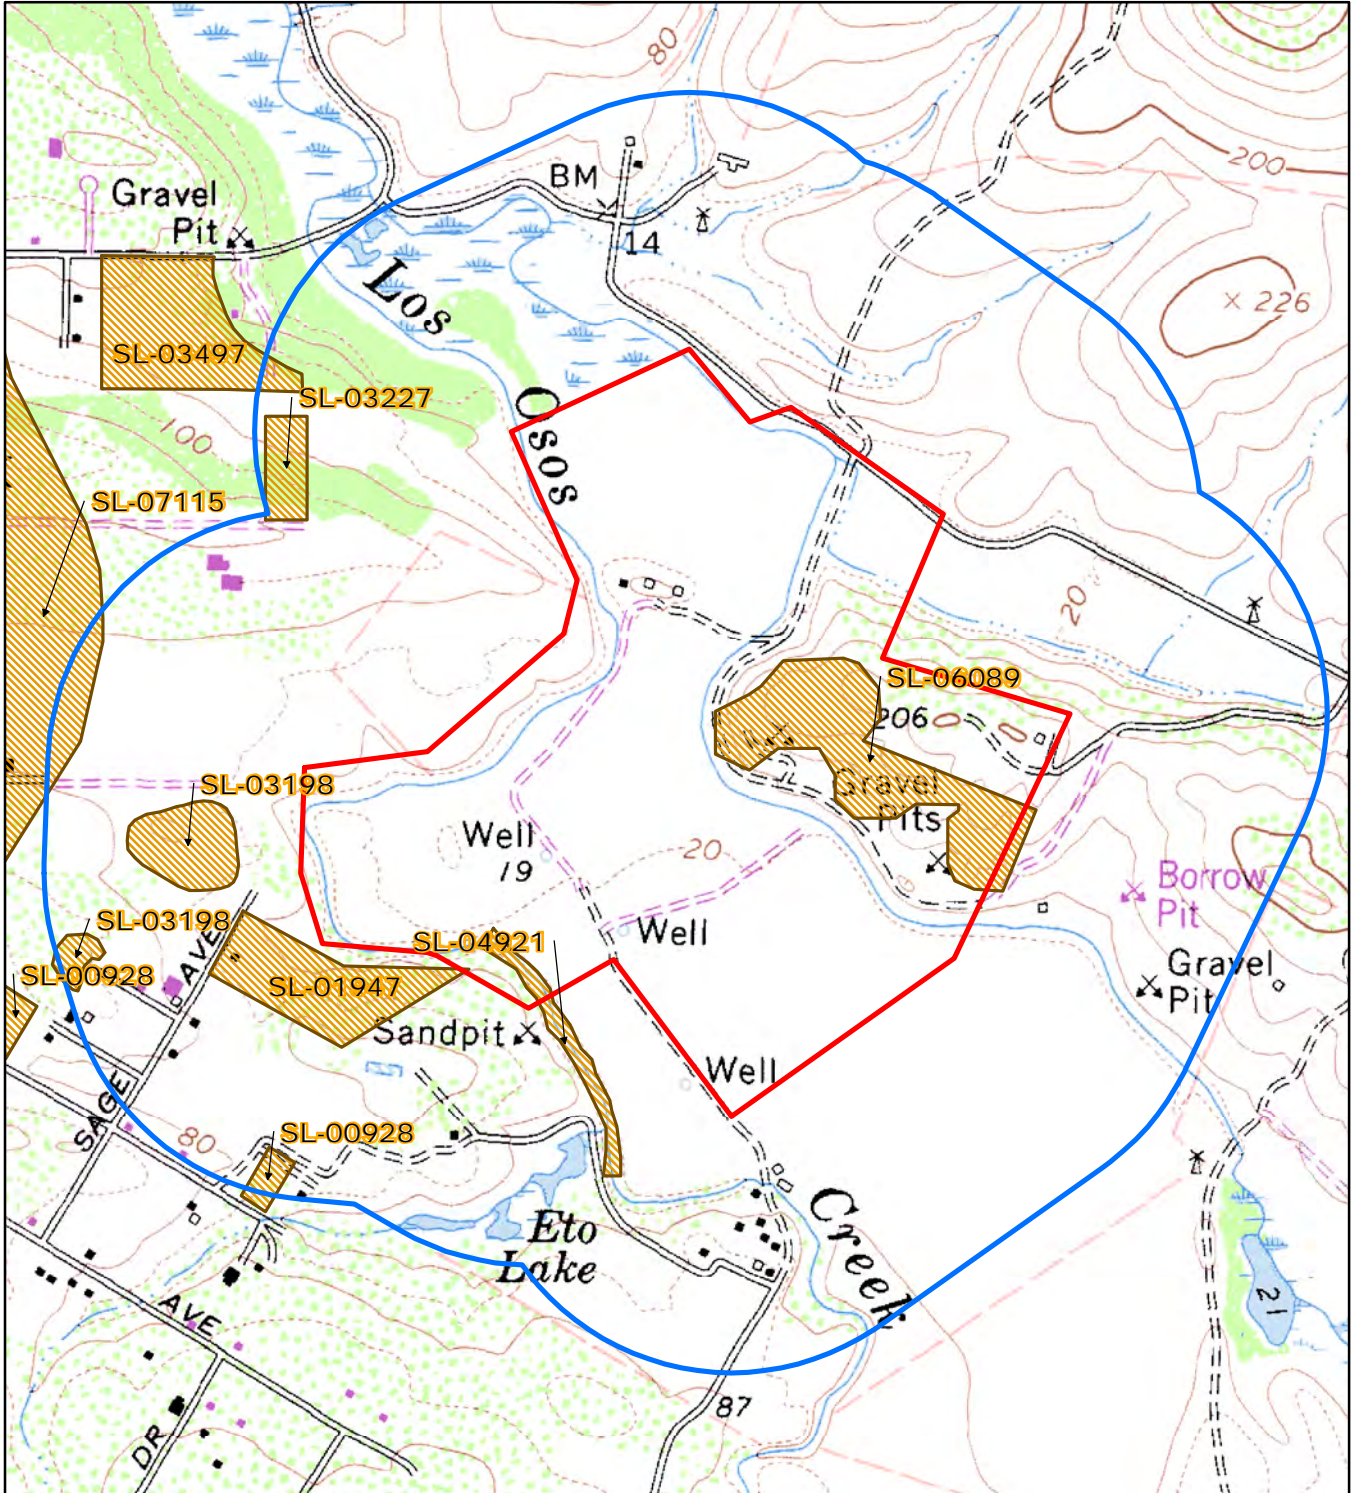 80
200
BM
Gravel
Pit
14
Los
× 226
SL-03497
SL-03227
Osos
100
SL-07115
20
SL-06089
206
SL-03198
Gravel
Pits
Well
19
20
Borrow
Pit
SL-03198
Well
SL-04921
AVE
Gravel
Pit
SL-00928
SL-01947
Sandpit
Well
SAGE
80
SL-00928
Creek
Eto
Lake
21
AVE
87
DR